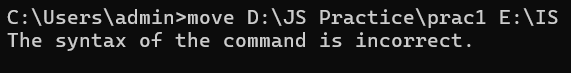 C:\Users\admin>move D:\JS Practice\prac1 E:\IS
The syntax of the command is incorrect.